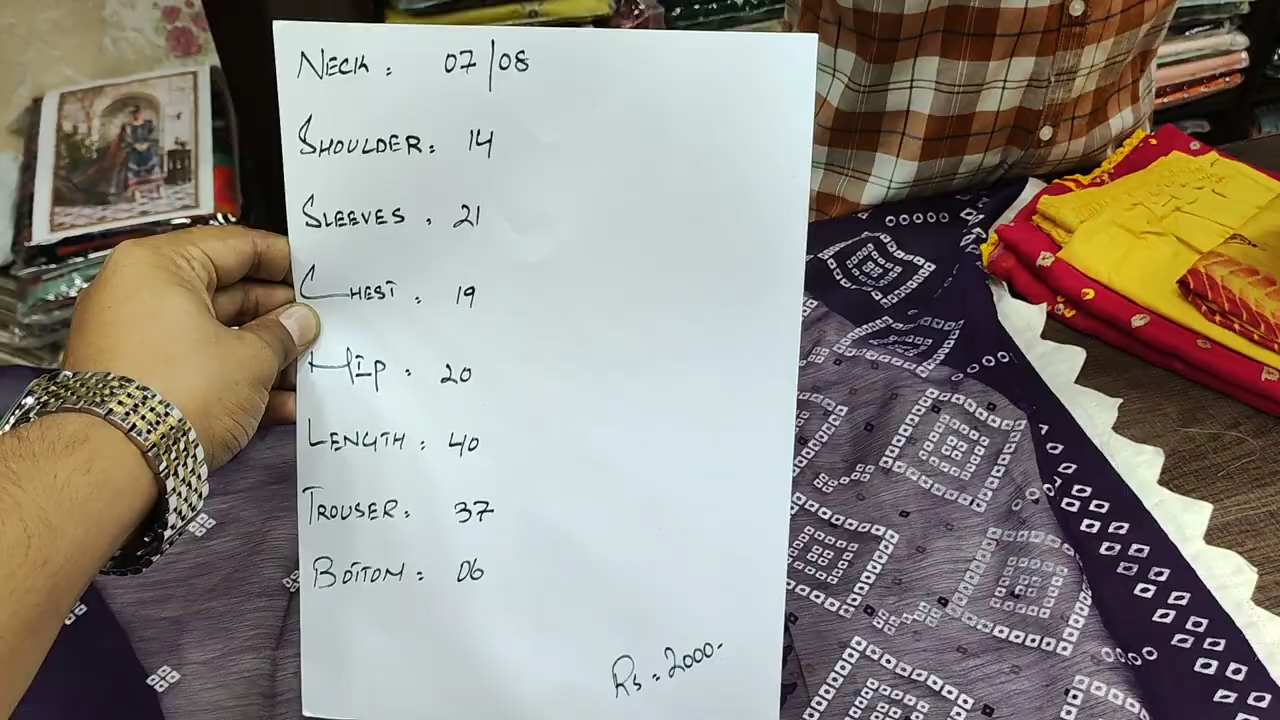 NECK : 07/08
SHOULDER : 14
SLEEVES : 21
CHEST : 19
HIP : 20
LENGTH : 40
TROUSER : 37
BOTTOM : 06
Rs : 2000-